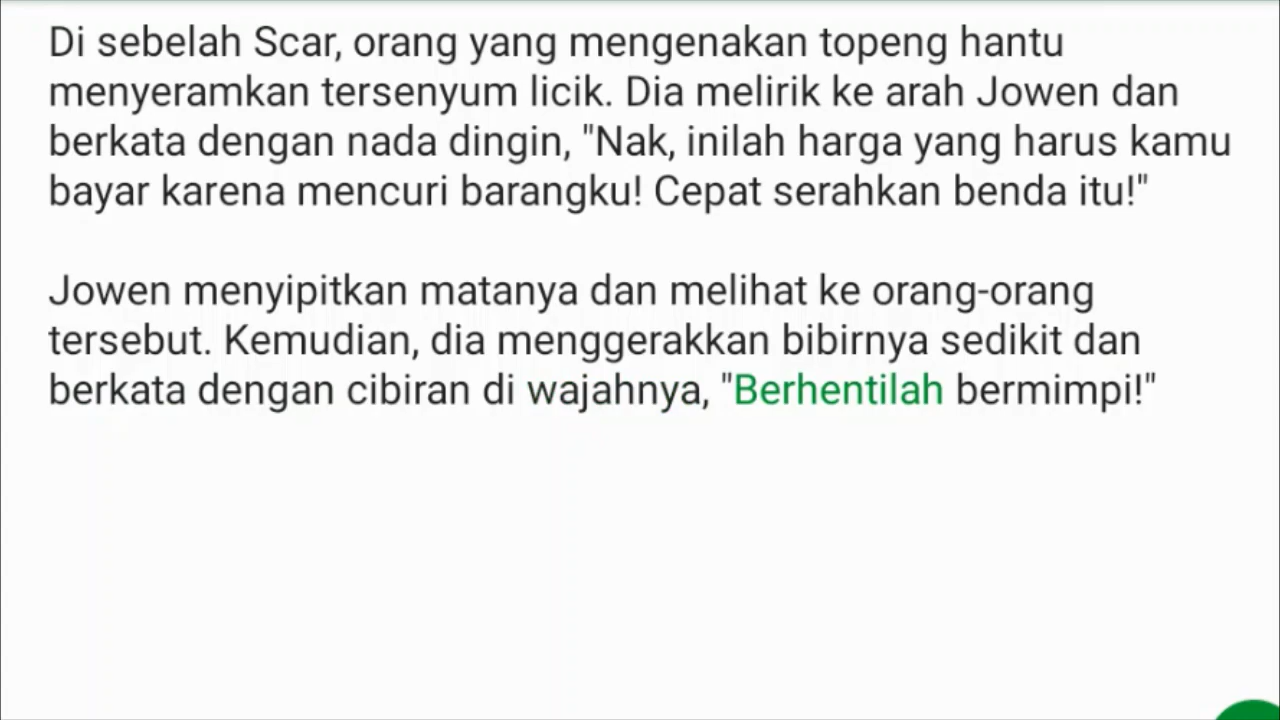 Di sebelah Scar, orang yang mengenakan topeng hantu
menyeramkan tersenyum licik. Dia melirik ke arah Jowen dan
berkata dengan nada dingin, "Nak, inilah harga yang harus kamu
bayar karena mencuri barangku! Cepat serahkan benda itu!"
Jowen menyipitkan matanya dan melihat ke orang-orang
tersebut. Kemudian, dia menggerakkan bibirnya sedikit dan
berkata dengan cibiran di wajahnya, "Berhentilah bermimpi!"